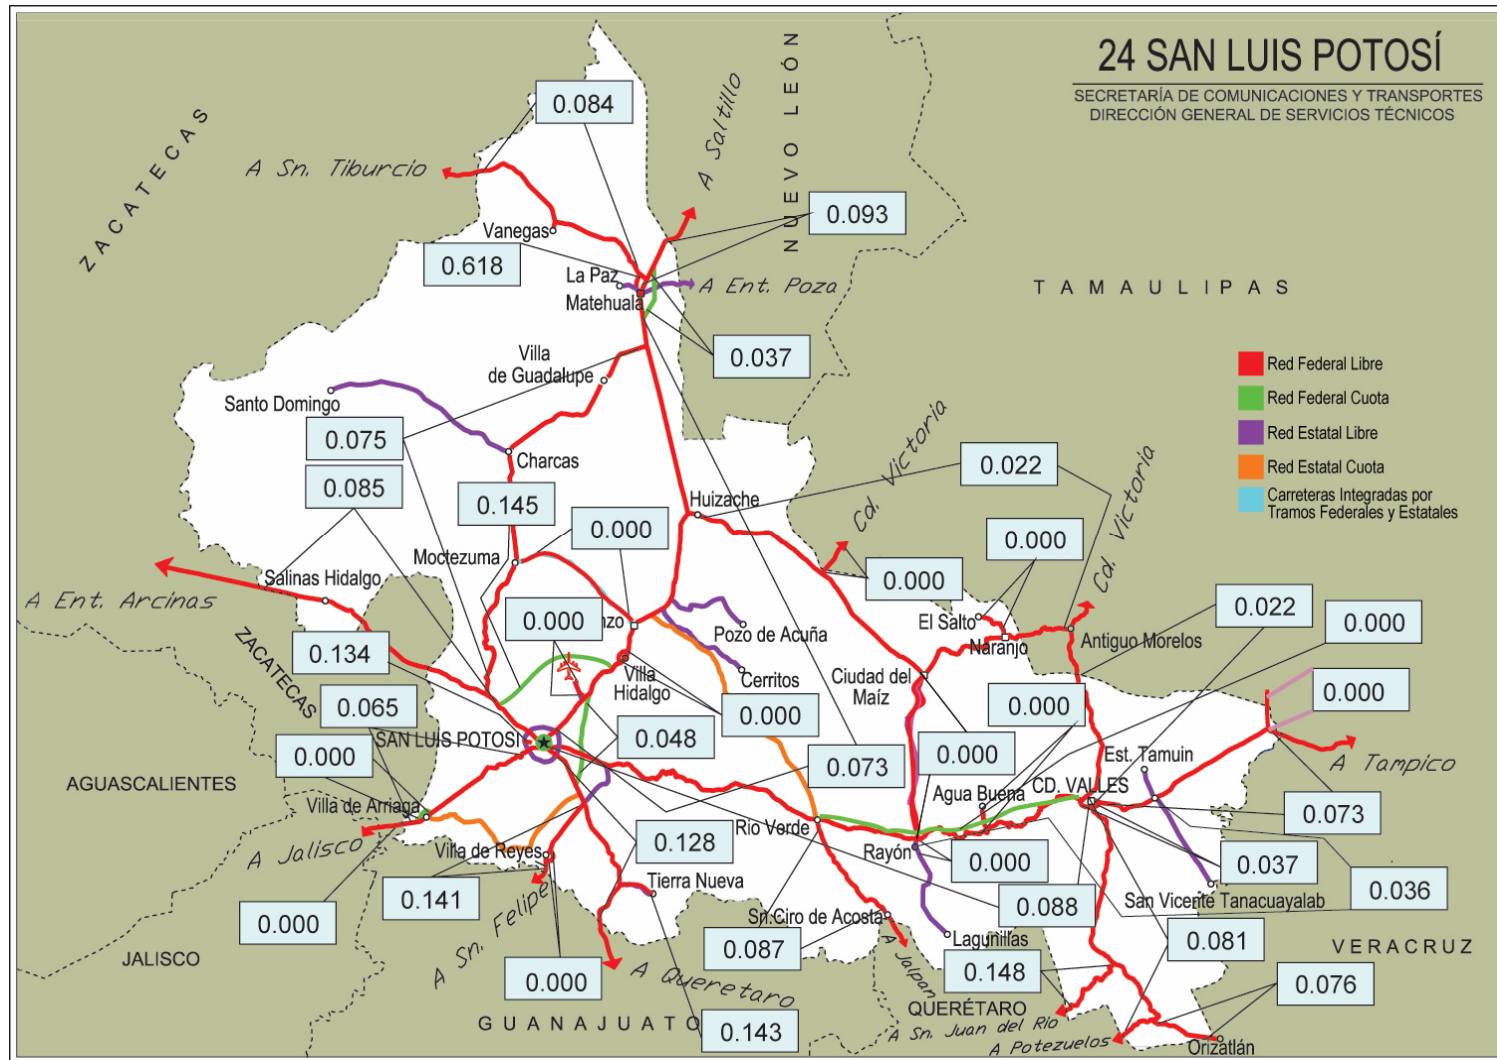 24 SAN LUIS POTOSÍ
SECRETARÍA DE COMUNICACIONES Y TRANSPORTES
DIRECCIÓN GENERAL DE SERVICIOS TÉCNICOS
ZACATECAS
NUEVO LEÓN
TAMAULIPAS
0.084
A Saltillo
A Sn. Tiburcio
0.093
Vanegas
0.618
La Paz
A Ent. Poza
Matehuala
0.037
Villa
de Guadalupe
Santo Domingo
0.075
Charcas
0.085
0.145
Huizache
0.022
Cd. Victoria
Cd. Victoria
Red Federal Libre
Red Federal Cuota
Red Estatal Libre
Red Estatal Cuota
Carreteras Integradas por
Tramos Federales y Estatales
0.000
0.000
Moctezuma
0.000
Salinas Hidalgo
A Ent. Arcinas
0.000
nzo
Pozo de Acuña
El Salto
Naranjo
Antiguo Morelos
0.022
0.000
ZACATECAS
0.134
Villa
Hidalgo
Cerritos
Ciudad del
Maíz
0.000
0.000
0.065
0.000
SAN LUIS POTOSI
0.048
0.073
0.000
Est. Tamuin
A Tampico
0.000
AGUASCALIENTES
Villa de Arriaga
Agua Buena
CD. VALLES
0.073
A Jalisco
Villa de Reyes
0.128
Rio Verde
Rayón
0.000
0.037
0.141
Tierra Nueva
0.036
0.000
A Sn. Felipe
Sn.Ciro de Acosta
0.088
San Vicente Tanacuayalab
0.087
Lagunillas
0.081
VERACRUZ
JALISCO
0.000
A Queretaro
A Jalpan
0.148
0.076
GUANAJUATO
0.143
QUERÉTARO
A Sn. Juan del Rio
A Potezuelos
Orizatlán